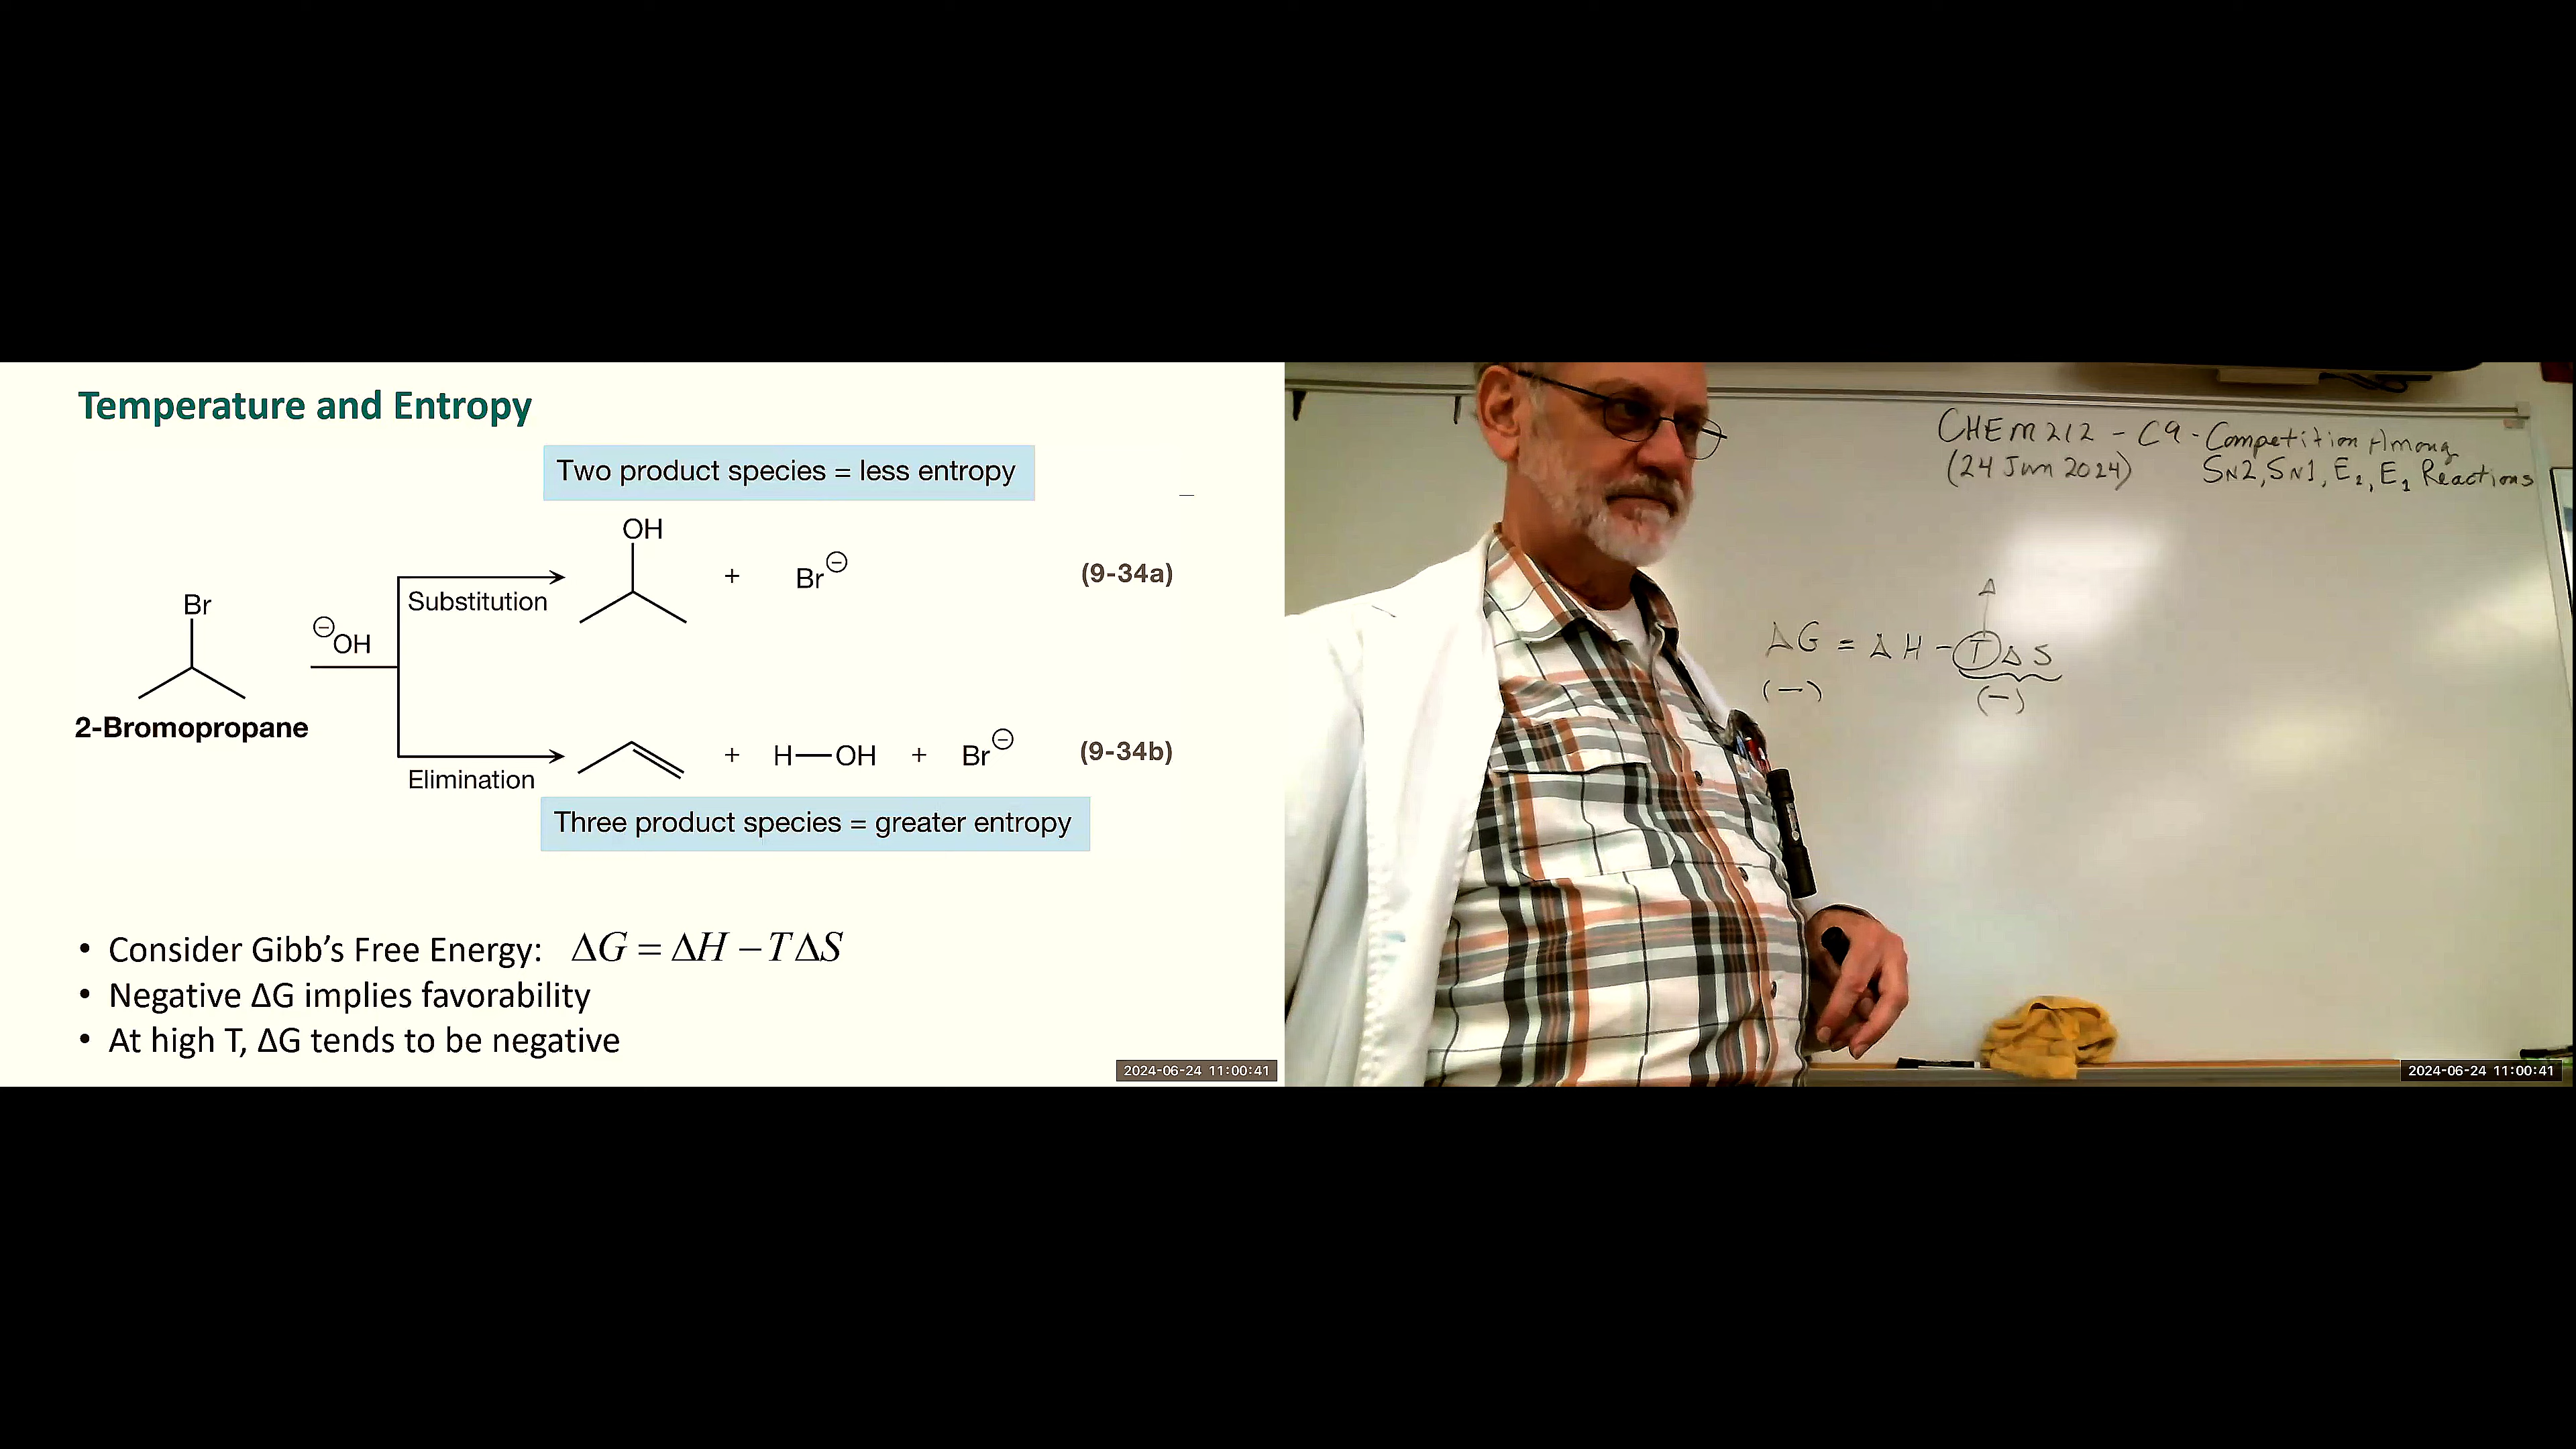 Temperature and Entropy
Two product species = less entropy
OH
+ Br⊖ (9-34a)
Substitution
Br
⊖OH
2-Bromopropane
+ H—OH + Br⊖ (9-34b)
Elimination
Three product species = greater entropy
• Consider Gibb's Free Energy: ΔG = ΔH – TΔS
• Negative ΔG implies favorability
• At high T, ΔG tends to be negative
2024-06-24 11:00:41
CHEM 212 - C9 - Competition Among
(24 Jun 2024) SN2, SN1, E2, E1 Reactions
ΔG = ΔH - TΔS
(-) (-)
2024-06-24 11:00:41